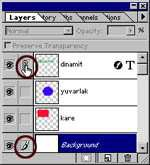 Layers
Normal Opacity: %
Preserve Transparency
dinamit
yuvarlak
kare
Background